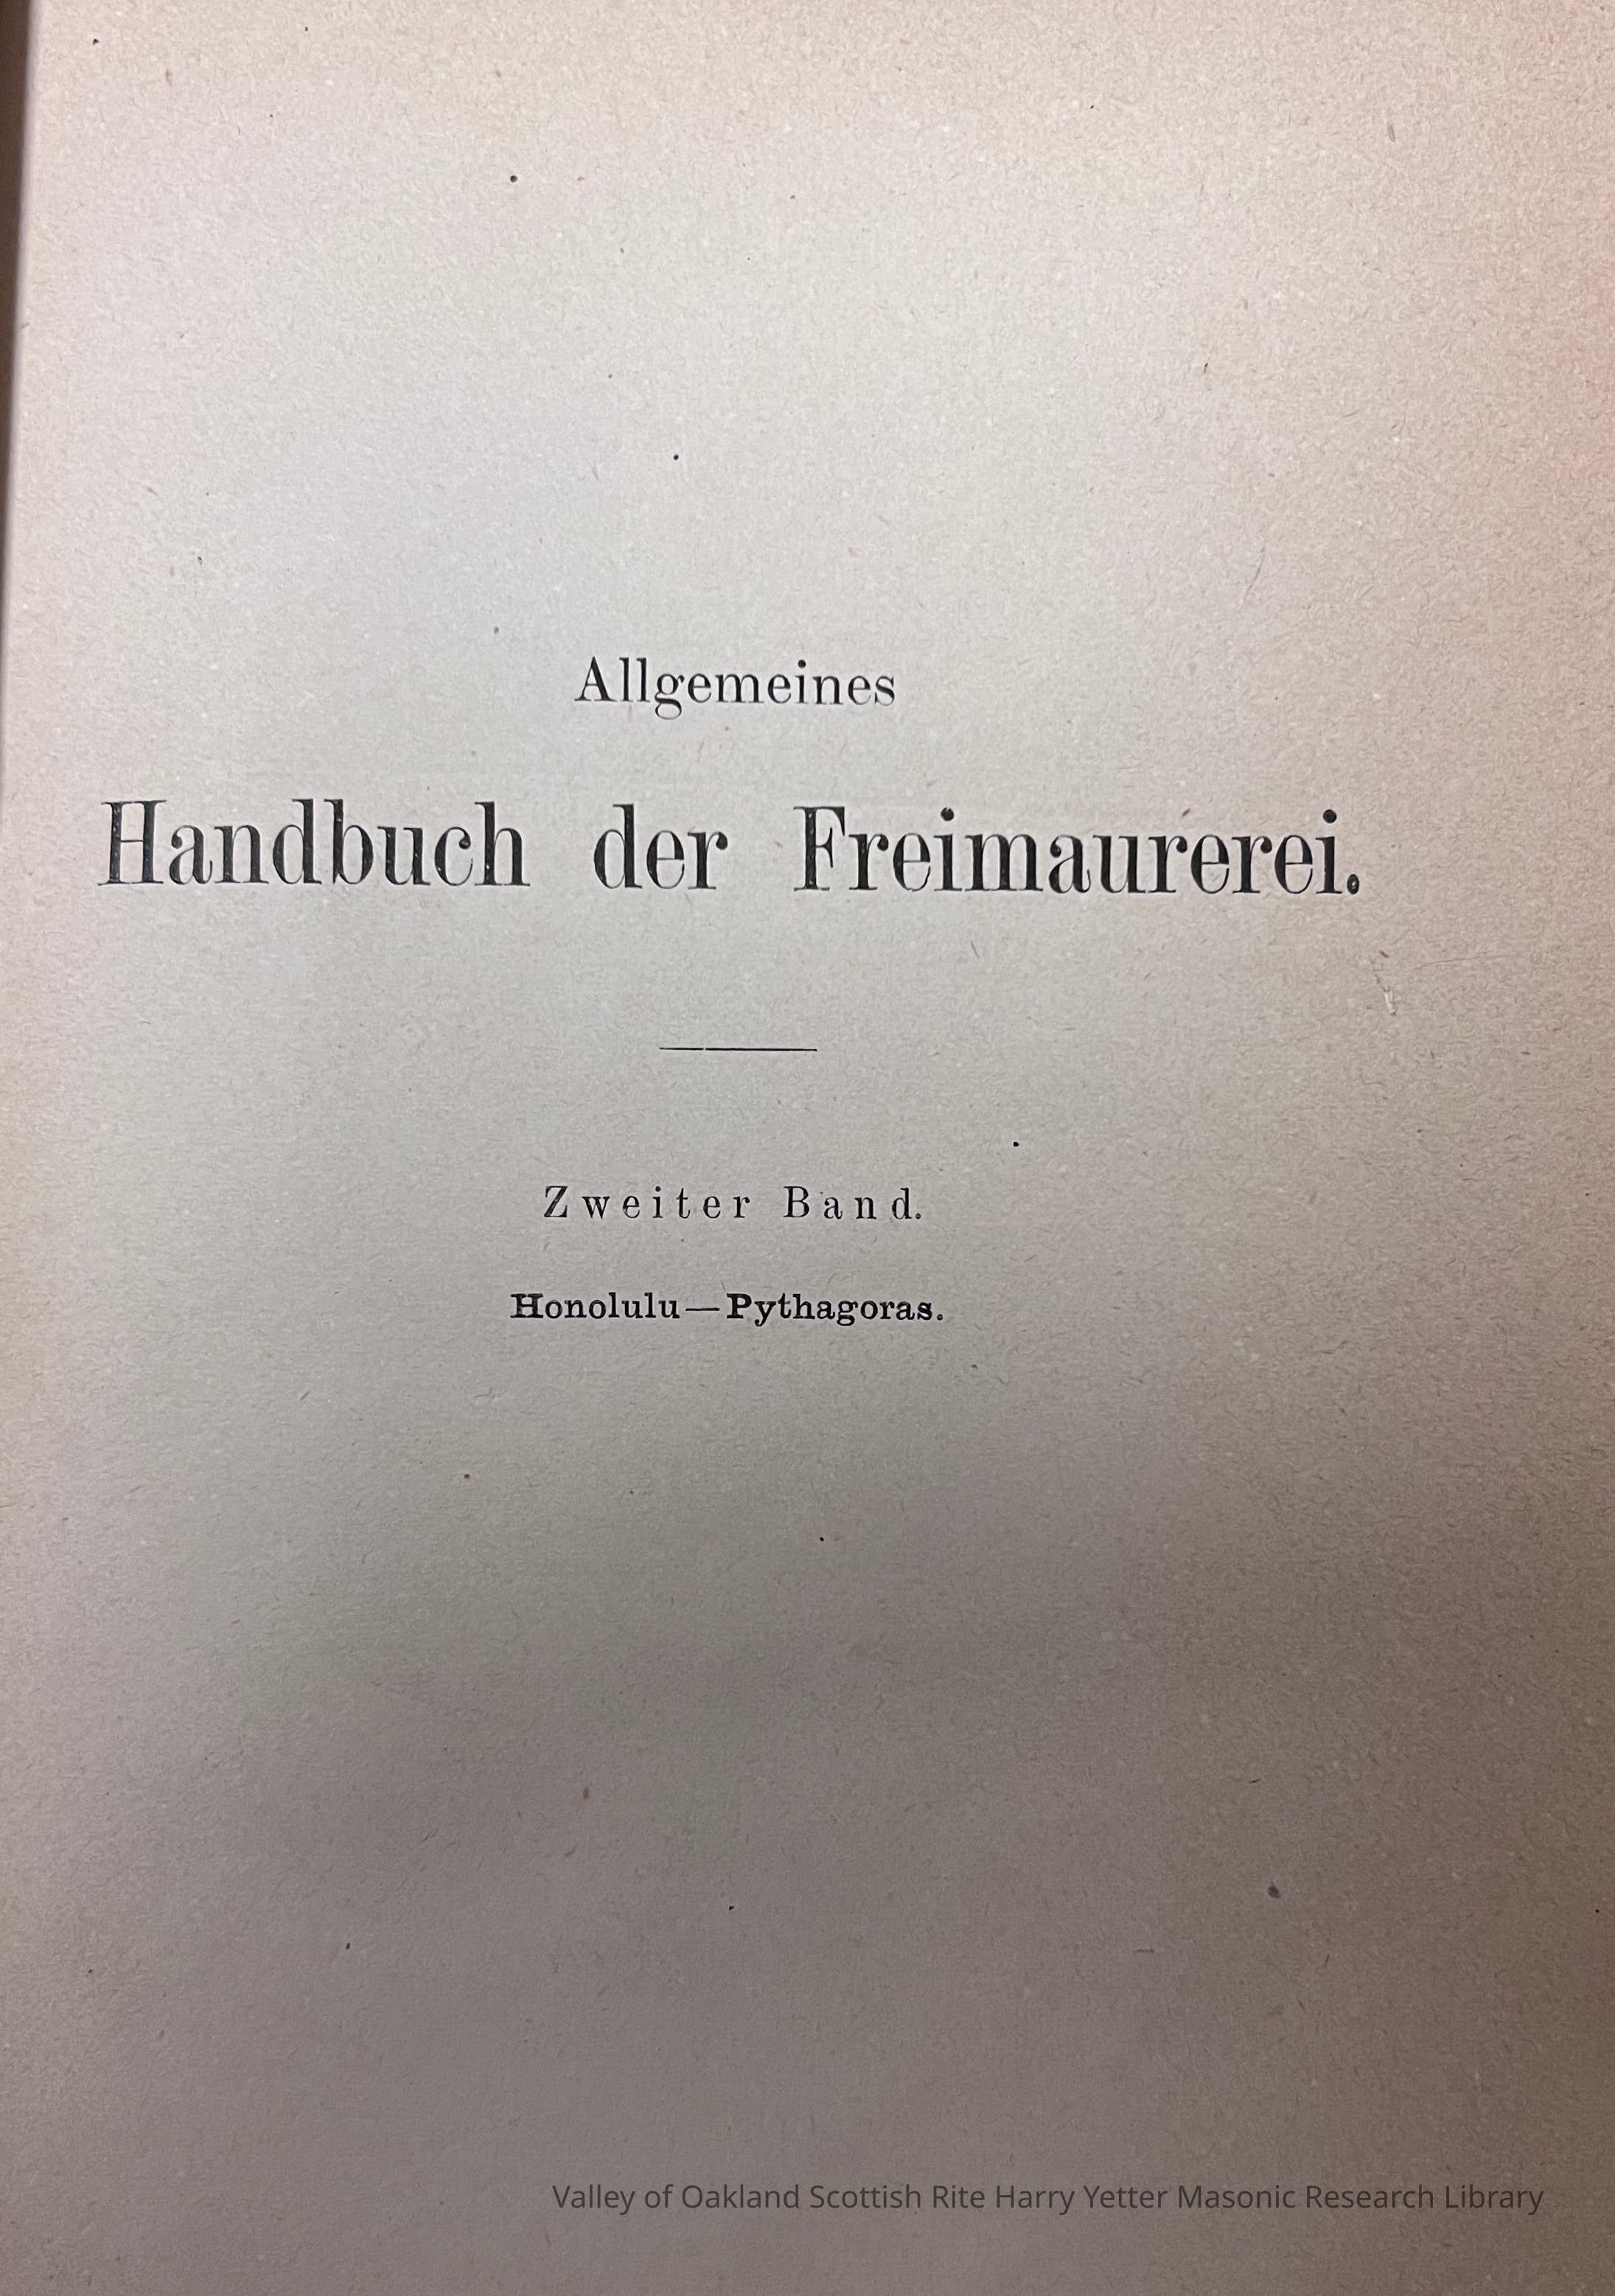 Allgemeines
Handbuch der Freimaurerei.
Zweiter Band.
Honolulu—Pythagoras.
Valley of Oakland Scottish Rite Harry Yetter Masonic Research Library